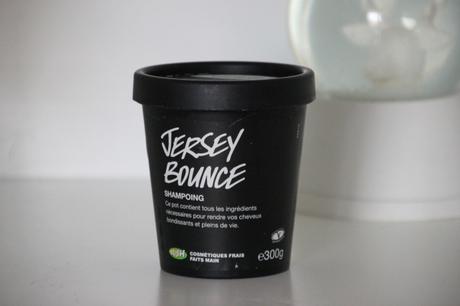 JERSEY
BOUNCE
SHAMPOING
Ce pot contient tous les ingrédients
nécessaires pour rendre vos cheveux
bondissants et pleins de vie.
COSMÉTIQUES FRAIS
FAITS MAIN
e300g